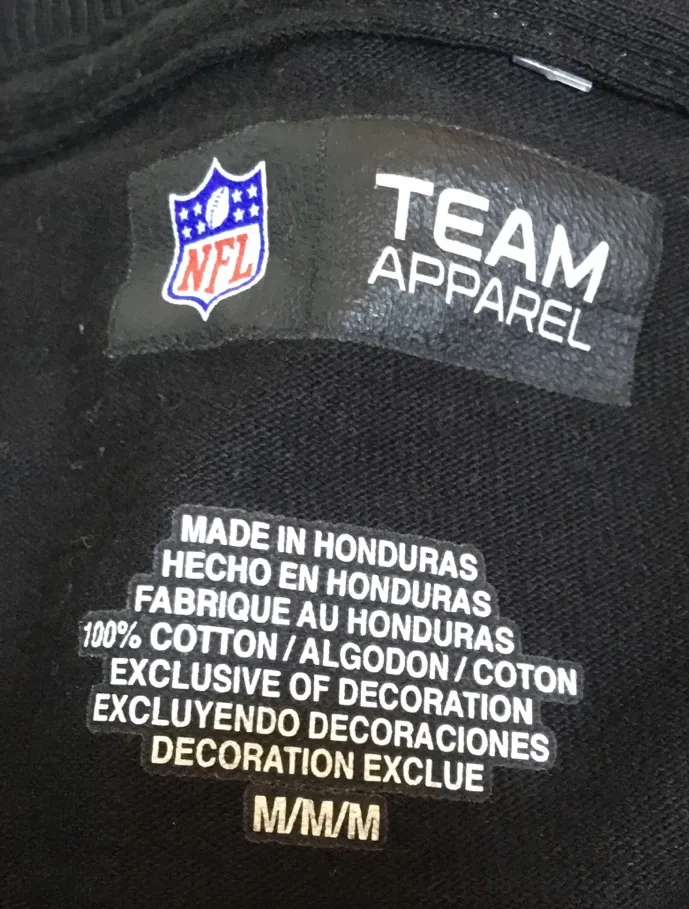 NFL
TEAM
APPAREL
MADE IN HONDURAS
HECHO EN HONDURAS
FABRIQUE AU HONDURAS
100% COTTON / ALGODON / COTON
EXCLUSIVE OF DECORATION
EXCLUYENDO DECORACIONES
DECORATION EXCLUE
M/M/M